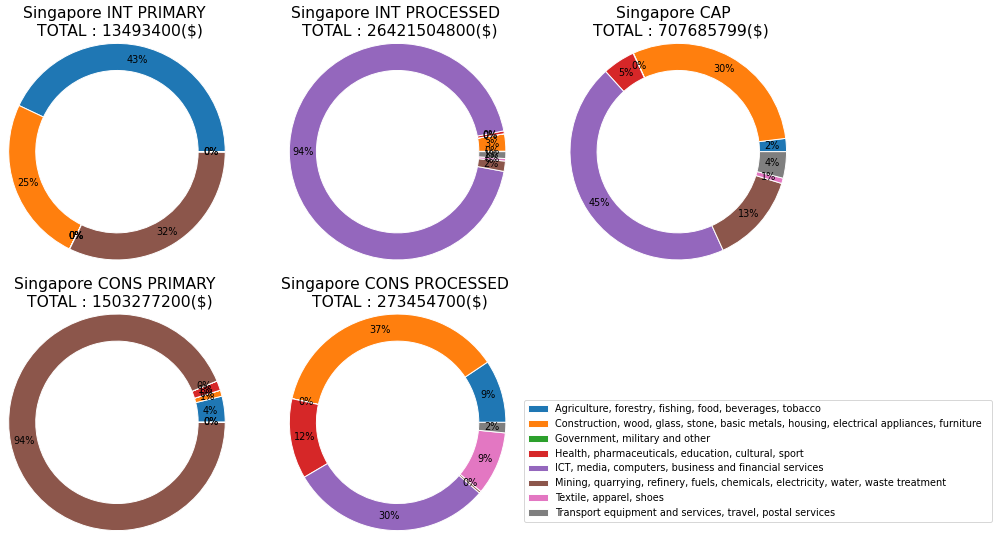 Singapore INT PRIMARY
TOTAL : 13493400($)
43%
25%
0%
32%
0%
Singapore INT PROCESSED
TOTAL : 26421504800($)
94%
0%
3%
2%
Singapore CAP
TOTAL : 707685799($)
2%
30%
0%
5%
45%
13%
1%
4%
Singapore CONS PRIMARY
TOTAL : 1503277200($)
4%
1%
0%
94%
0%
Singapore CONS PROCESSED
TOTAL : 273454700($)
9%
37%
0%
12%
30%
0%
9%
2%
Agriculture, forestry, fishing, food, beverages, tobacco
Construction, wood, glass, stone, basic metals, housing, electrical appliances, furniture
Government, military and other
Health, pharmaceuticals, education, cultural, sport
ICT, media, computers, business and financial services
Mining, quarrying, refinery, fuels, chemicals, electricity, water, waste treatment
Textile, apparel, shoes
Transport equipment and services, travel, postal services